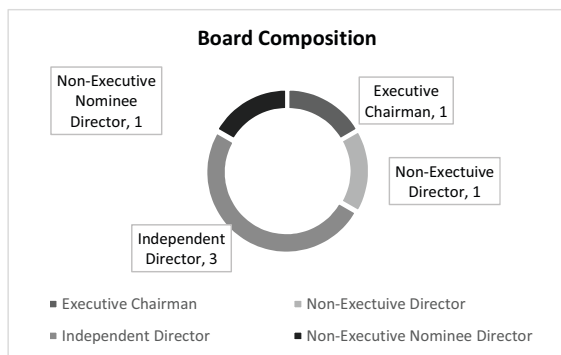 Board Composition
Non-Executive
Nominee
Director, 1
Executive
Chairman, 1
Non-Exectuive
Director, 1
Independent
Director, 3
Executive Chairman
Non-Exectuive Director
Independent Director
Non-Executive Nominee Director